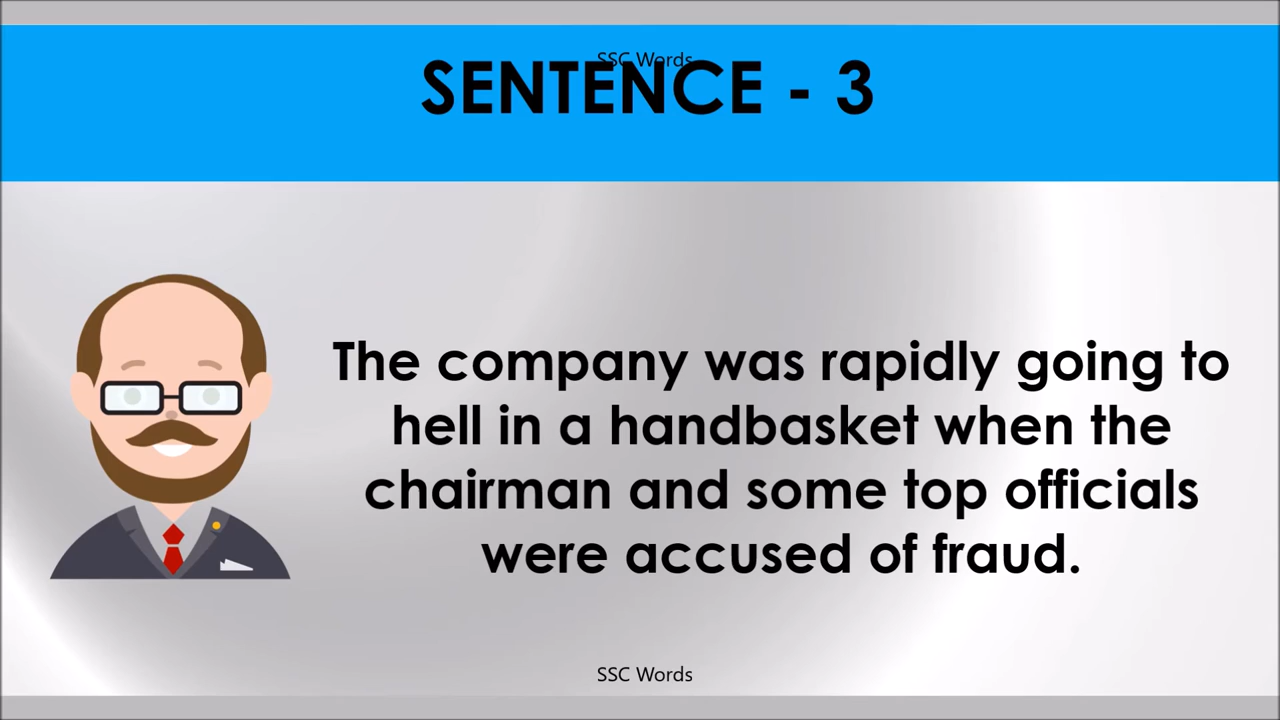 SSC Words
SENTENCE - 3
The company was rapidly going to
hell in a handbasket when the
chairman and some top officials
were accused of fraud.
SSC Words